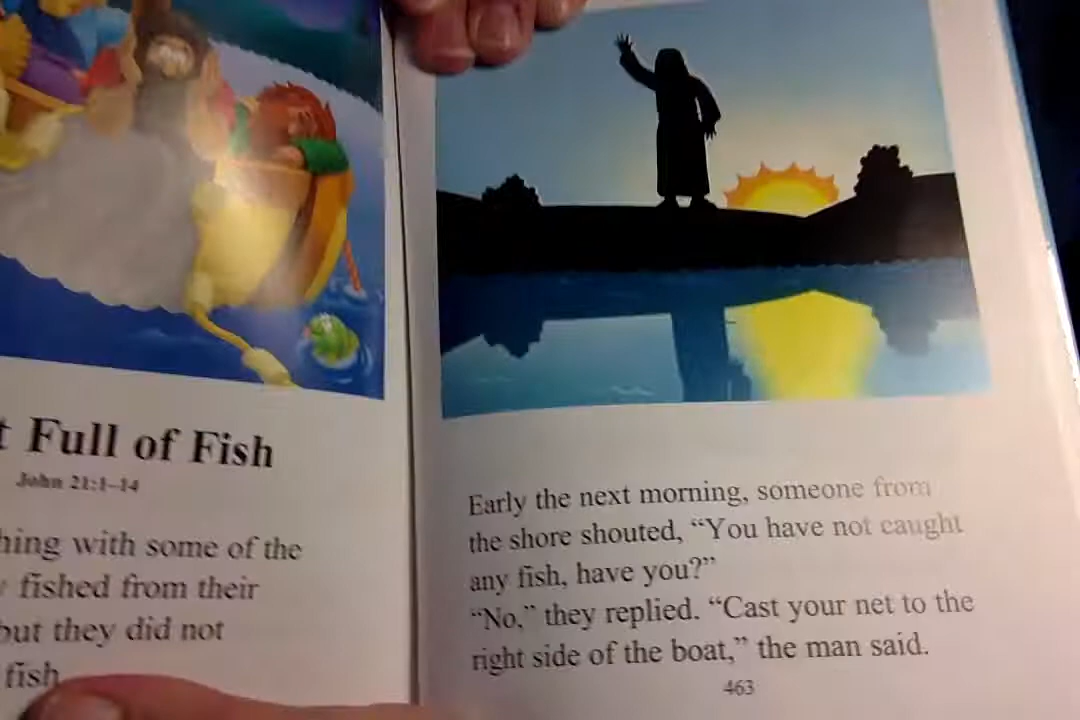 Full of Fish
John 21:1–14
with some of the
fished from their
but they did not
fish
Early the next morning, someone from
the shore shouted, “You have not caught
any fish, have you?”
“No,” they replied. “Cast your net to the
right side of the boat,” the man said.
463